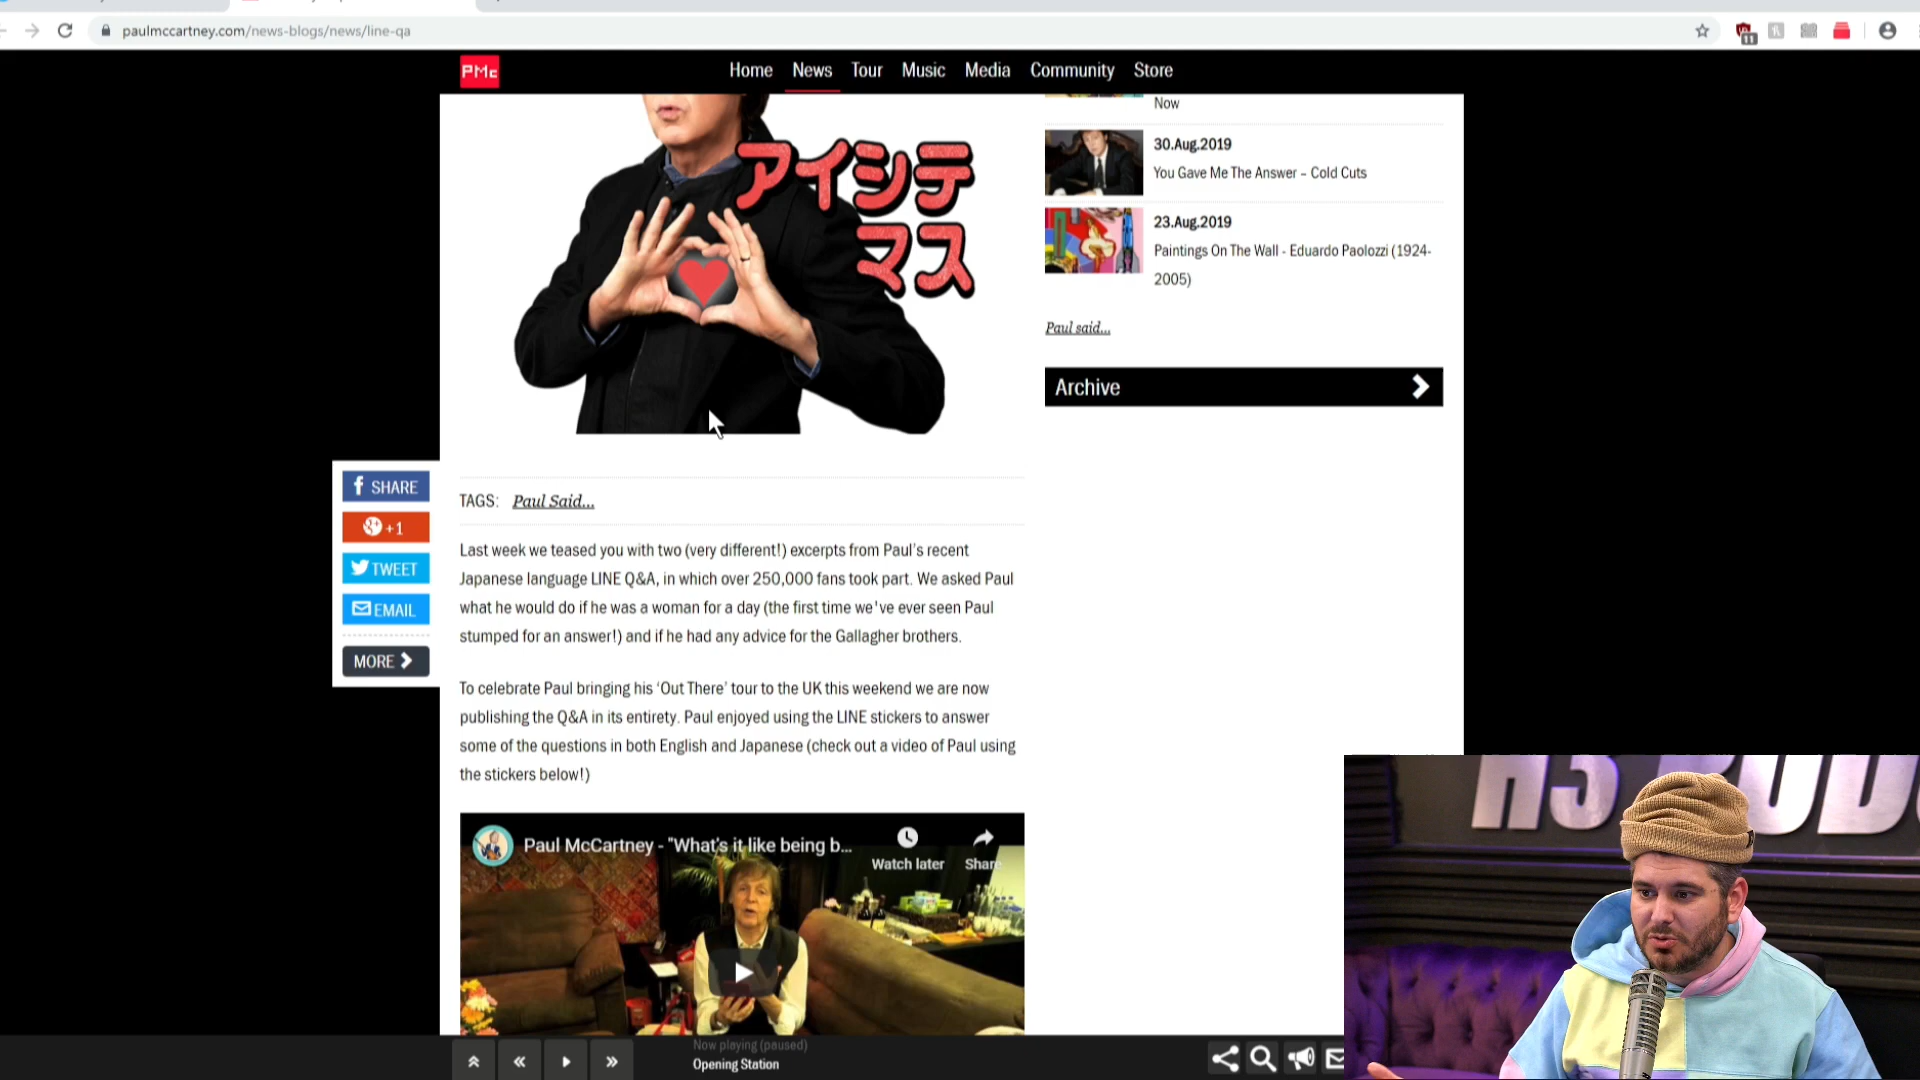 paulmccartney.com/news-blogs/news/line-qa
11
PMc
Home News Tour Music Media Community Store
アイシテ
マス
Now
30.Aug.2019
You Gave Me The Answer – Cold Cuts
23.Aug.2019
Paintings On The Wall - Eduardo Paolozzi (1924-
2005)
Paul said...
Archive
SHARE
+1
TWEET
EMAIL
MORE
TAGS: Paul Said...
Last week we teased you with two (very different!) excerpts from Paul's recent
Japanese language LINE Q&A, in which over 250,000 fans took part. We asked Paul
what he would do if he was a woman for a day (the first time we've ever seen Paul
stumped for an answer!) and if he had any advice for the Gallagher brothers.
To celebrate Paul bringing his 'Out There' tour to the UK this weekend we are now
publishing the Q&A in its entirety. Paul enjoyed using the LINE stickers to answer
some of the questions in both English and Japanese (check out a video of Paul using
the stickers below!)
Paul McCartney - "What's it like being b...
Watch later
Share
H3 POD
Now playing (paused)
Opening Station